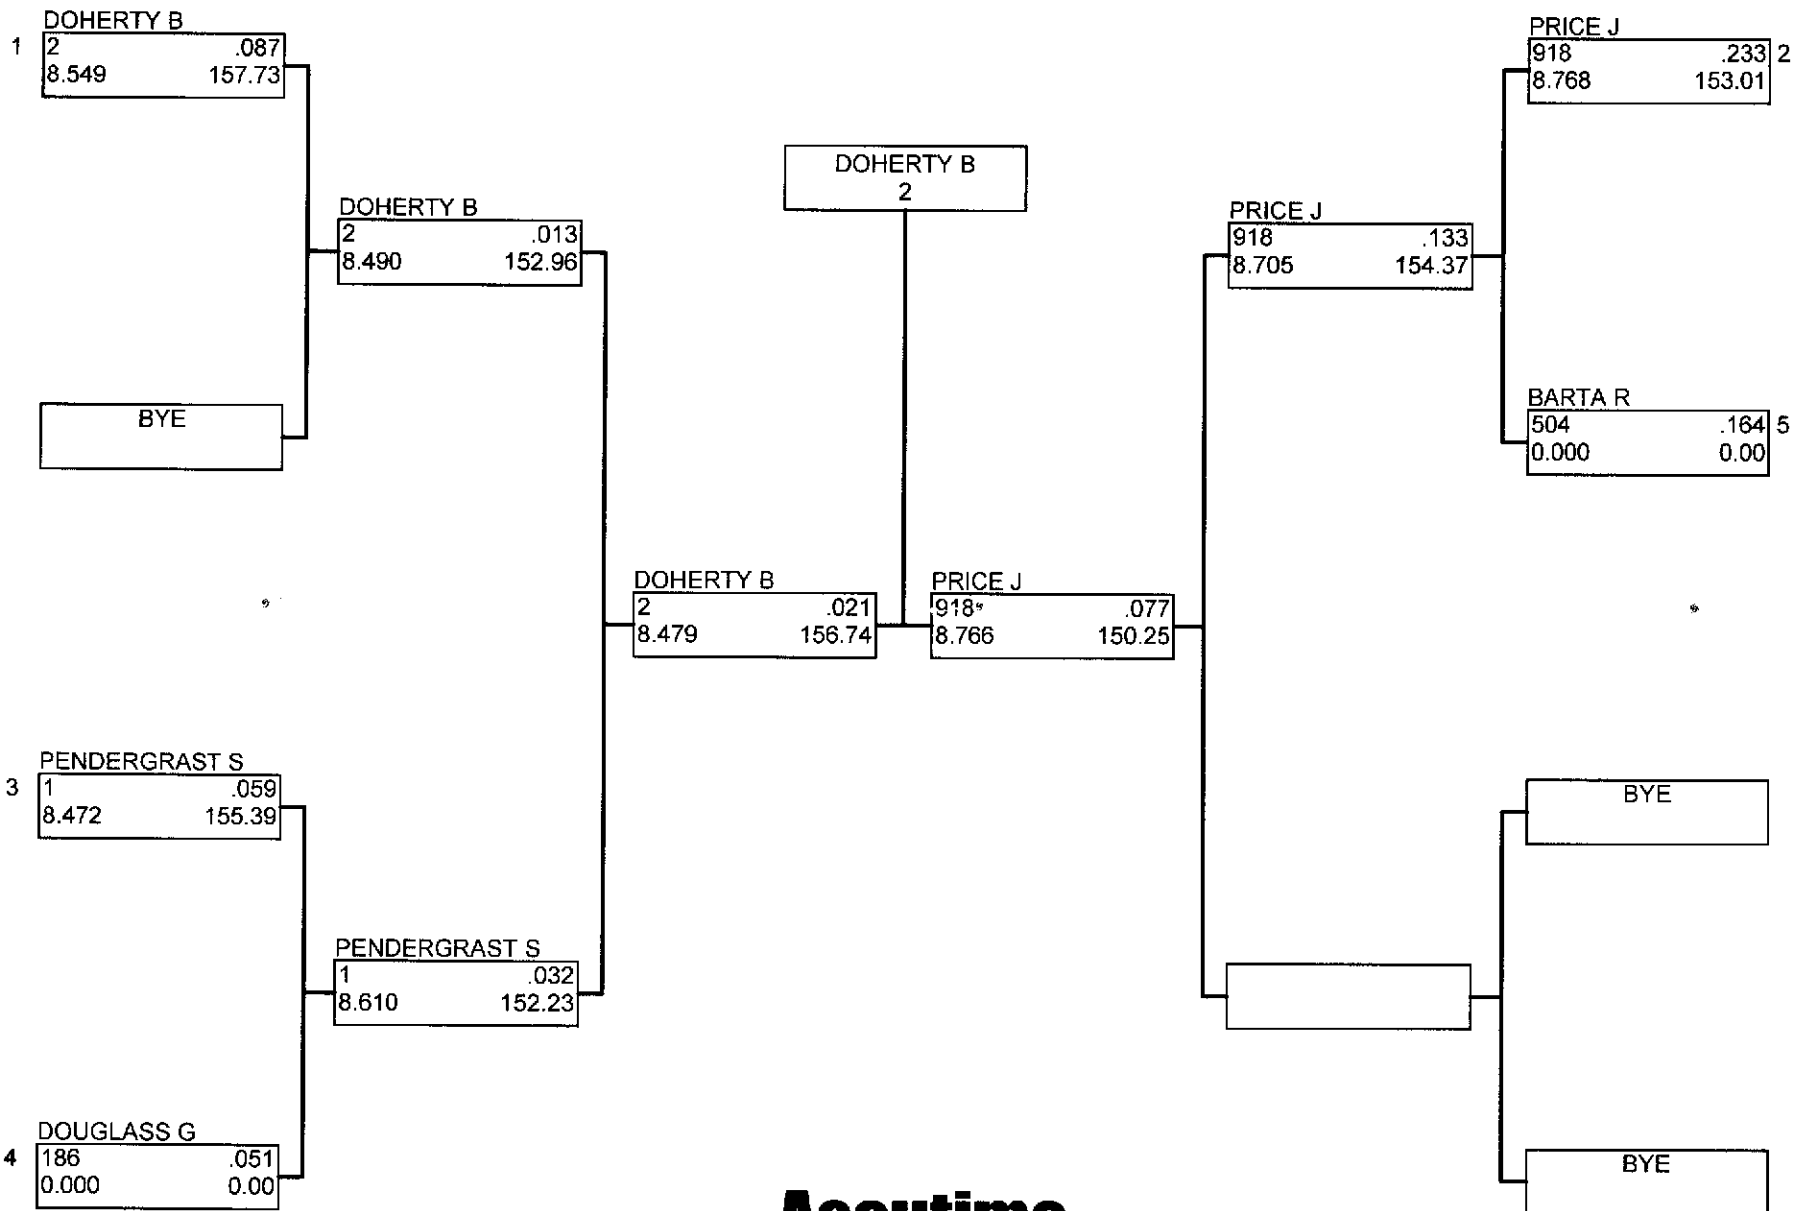 DOHERTY B
1 2 .087
8.549 157.73
BYE
PENDERGRAST S
3 1 .059
8.472 155.39
DOUGLASS G
4 186 .051
0.000 0.00
DOHERTY B
2 .013
8.490 152.96
PENDERGRAST S
1 .032
8.610 152.23
DOHERTY B
2 .021
8.479 156.74
DOHERTY B
2
PRICE J
918 .077
8.766 150.25
PRICE J
918 .133
8.705 154.37
PRICE J
918 .233 2
8.768 153.01
BARTA R
504 .164 5
0.000 0.00
BYE
BYE
Accutime